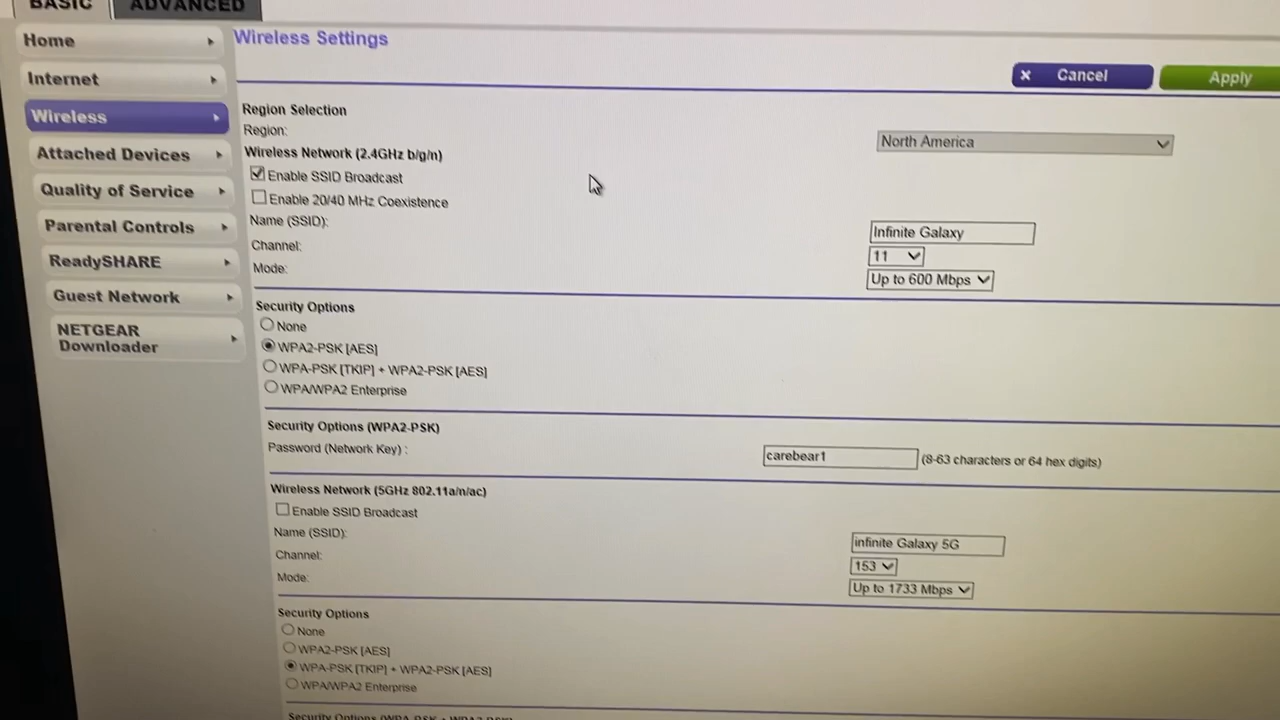 BASIC ADVANCED
Home
Internet
Wireless
Attached Devices
Quality of Service
Parental Controls
ReadySHARE
Guest Network
NETGEAR
Downloader
Wireless Settings
Cancel Apply
Region Selection
Region: North America
Wireless Network (2.4GHz b/g/n)
Enable SSID Broadcast
Enable 20/40 MHz Coexistence
Name (SSID): Infinite Galaxy
Channel: 11
Mode: Up to 600 Mbps
Security Options
None
WPA2-PSK [AES]
WPA-PSK [TKIP] + WPA2-PSK [AES]
WPA/WPA2 Enterprise
Security Options (WPA2-PSK)
Password (Network Key) : carebear1 (8-63 characters or 64 hex digits)
Wireless Network (5GHz 802.11a/n/ac)
Enable SSID Broadcast
Name (SSID): infinite Galaxy 5G
Channel: 153
Mode: Up to 1733 Mbps
Security Options
None
WPA2-PSK [AES]
WPA-PSK [TKIP] + WPA2-PSK [AES]
WPA/WPA2 Enterprise
Security Options (WPA-PSK + WPA2-PSK)